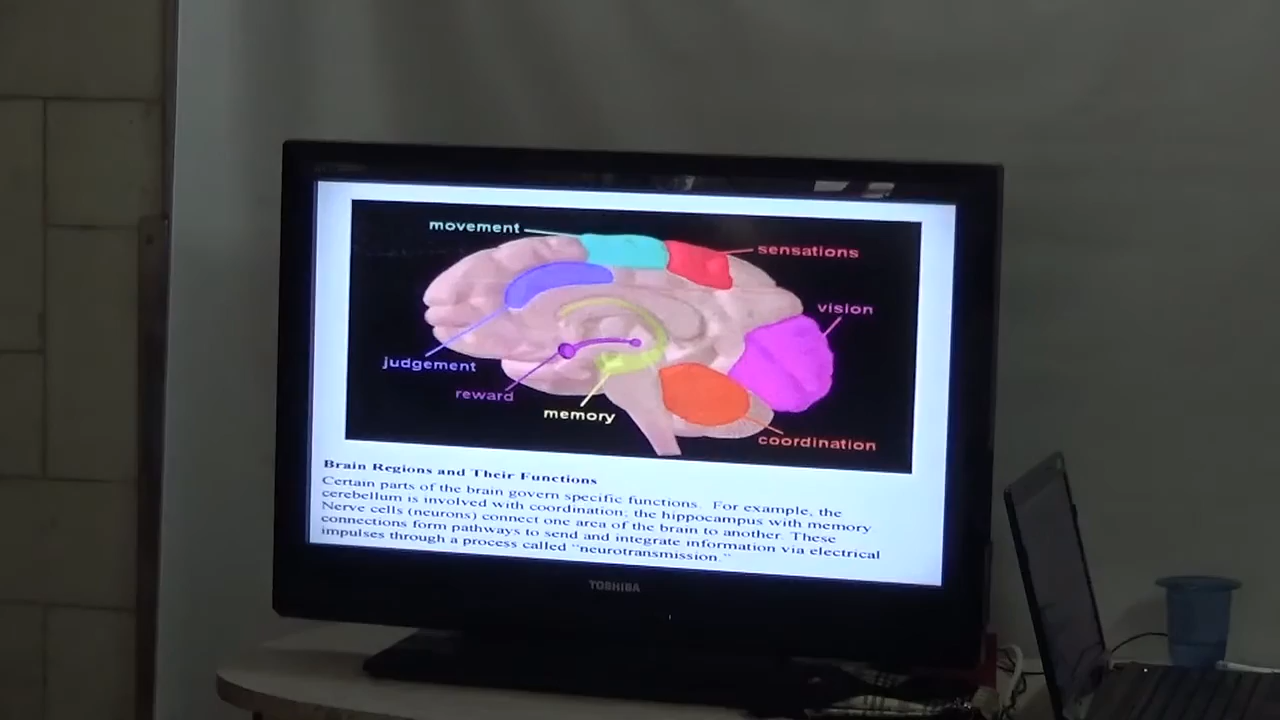 movement
sensations
vision
judgement
reward
memory
coordination
Brain Regions and Their Functions
Certain parts of the brain govern specific functions. For example, the
cerebellum is involved with coordination; the hippocampus with memory.
Nerve cells (neurons) connect one area of the brain to another. These
connections form pathways to send and integrate information via electrical
impulses through a process called "neurotransmission."
TOSHIBA